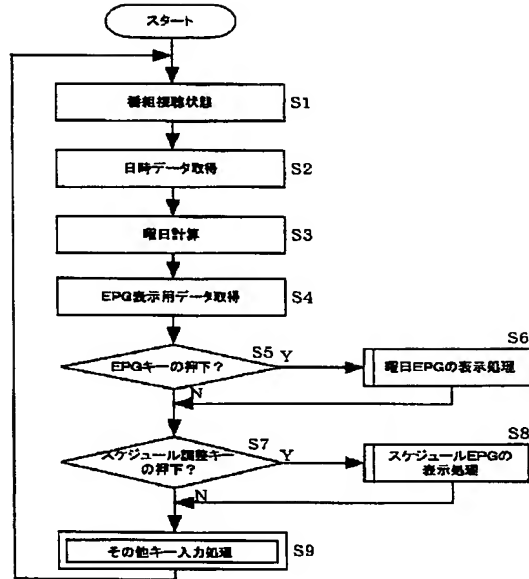 スタート
番組視聴状態
S1
日時データ取得
S2
曜日計算
S3
EPG表示用データ取得
S4
EPGキーの押下？
S5
Y
N
S6
曜日EPGの表示処理
スケジュール調整キー
の押下？
S7
Y
N
S8
スケジュールEPGの
表示処理
その他キー入力処理
S9